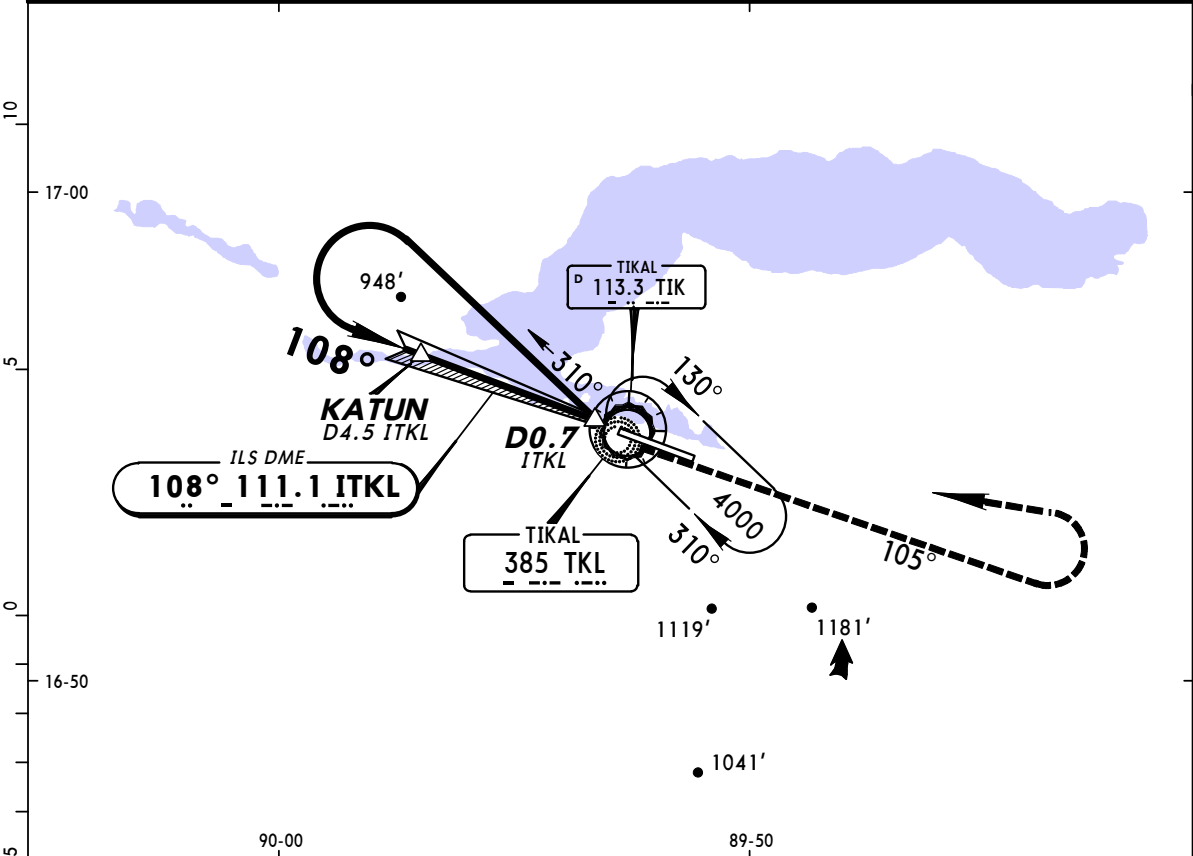 10
17-00
TIKAL
D 113.3 TIK
948'
108°
5
310°
130°
KATUN
D4.5 ITKL
D0.7
ITKL
ILS DME
108° 111.1 ITKL
4000
TIKAL
385 TKL
310°
105°
0
1119'
1181'
16-50
1041'
90-00
89-50
5